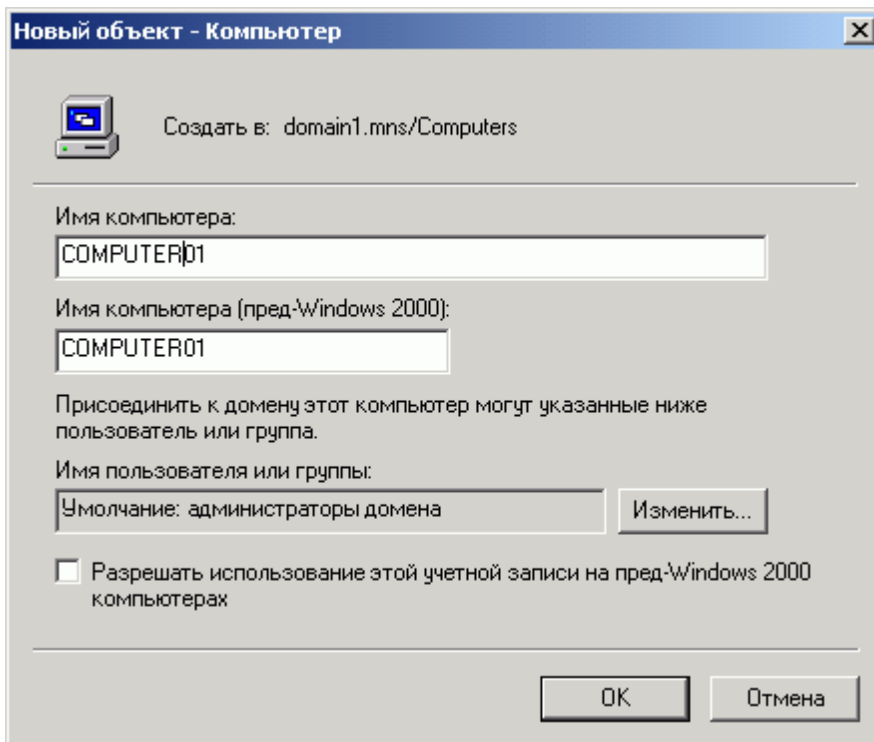 Новый объект - Компьютер
Создать в: domain1.mns/Computers
Имя компьютера:
COMPUTER01
Имя компьютера (пред-Windows 2000):
COMPUTER01
Присоединить к домену этот компьютер могут указанные ниже
пользователь или группа.
Имя пользователя или группы:
Умолчание: администраторы домена
Изменить...
Разрешать использование этой учетной записи на пред-Windows 2000
компьютерах
OK
Отмена